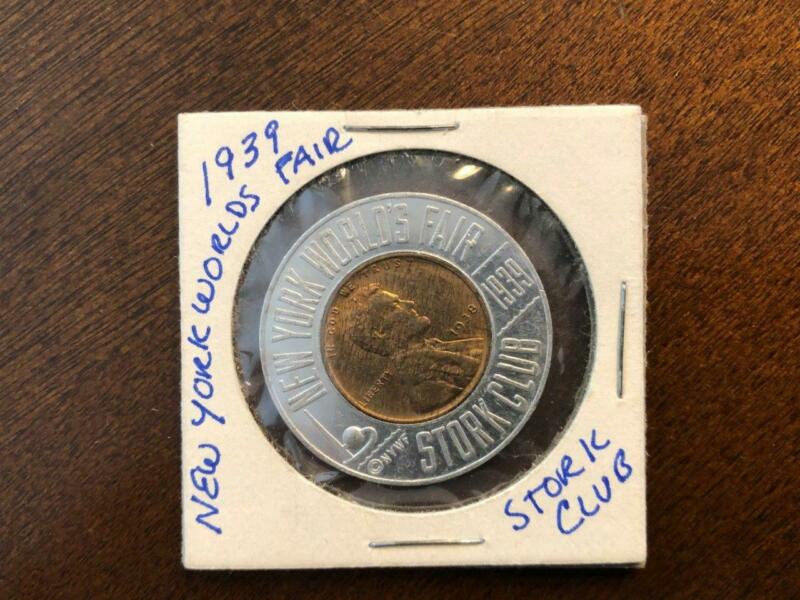 1939
NEW YORK WORLDS FAIR
NEW YORK WORLD'S FAIR
1939
STORK CLUB
©NYWF
IN GOD WE TRUST
LIBERTY
1938
STORK
CLUB